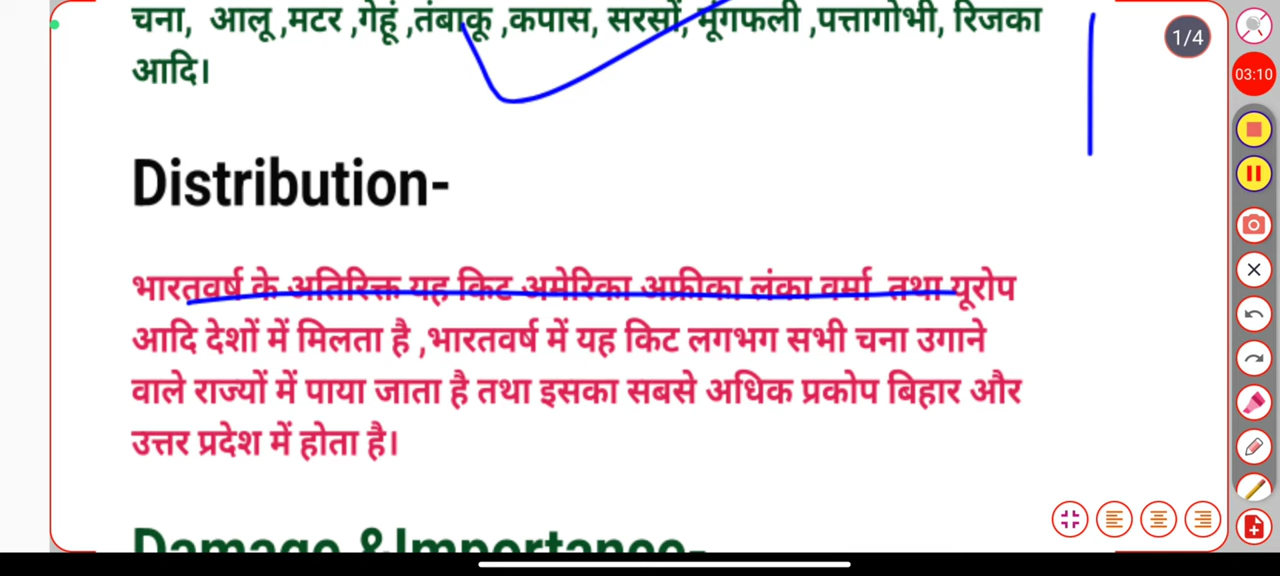 चना, आलू ,मटर ,गेहूं ,तंबाकू ,कपास, सरसों, मूंगफली ,पत्तागोभी, रिजका
आदि।
1/4
03:10
Distribution-
भारतवर्ष के अतिरिक्त यह किट अमेरिका अफ्रीका लंका वर्मा तथा यूरोप
आदि देशों में मिलता है ,भारतवर्ष में यह किट लगभग सभी चना उगाने
वाले राज्यों में पाया जाता है तथा इसका सबसे अधिक प्रकोप बिहार और
उत्तर प्रदेश में होता है।
Damage &Importance-